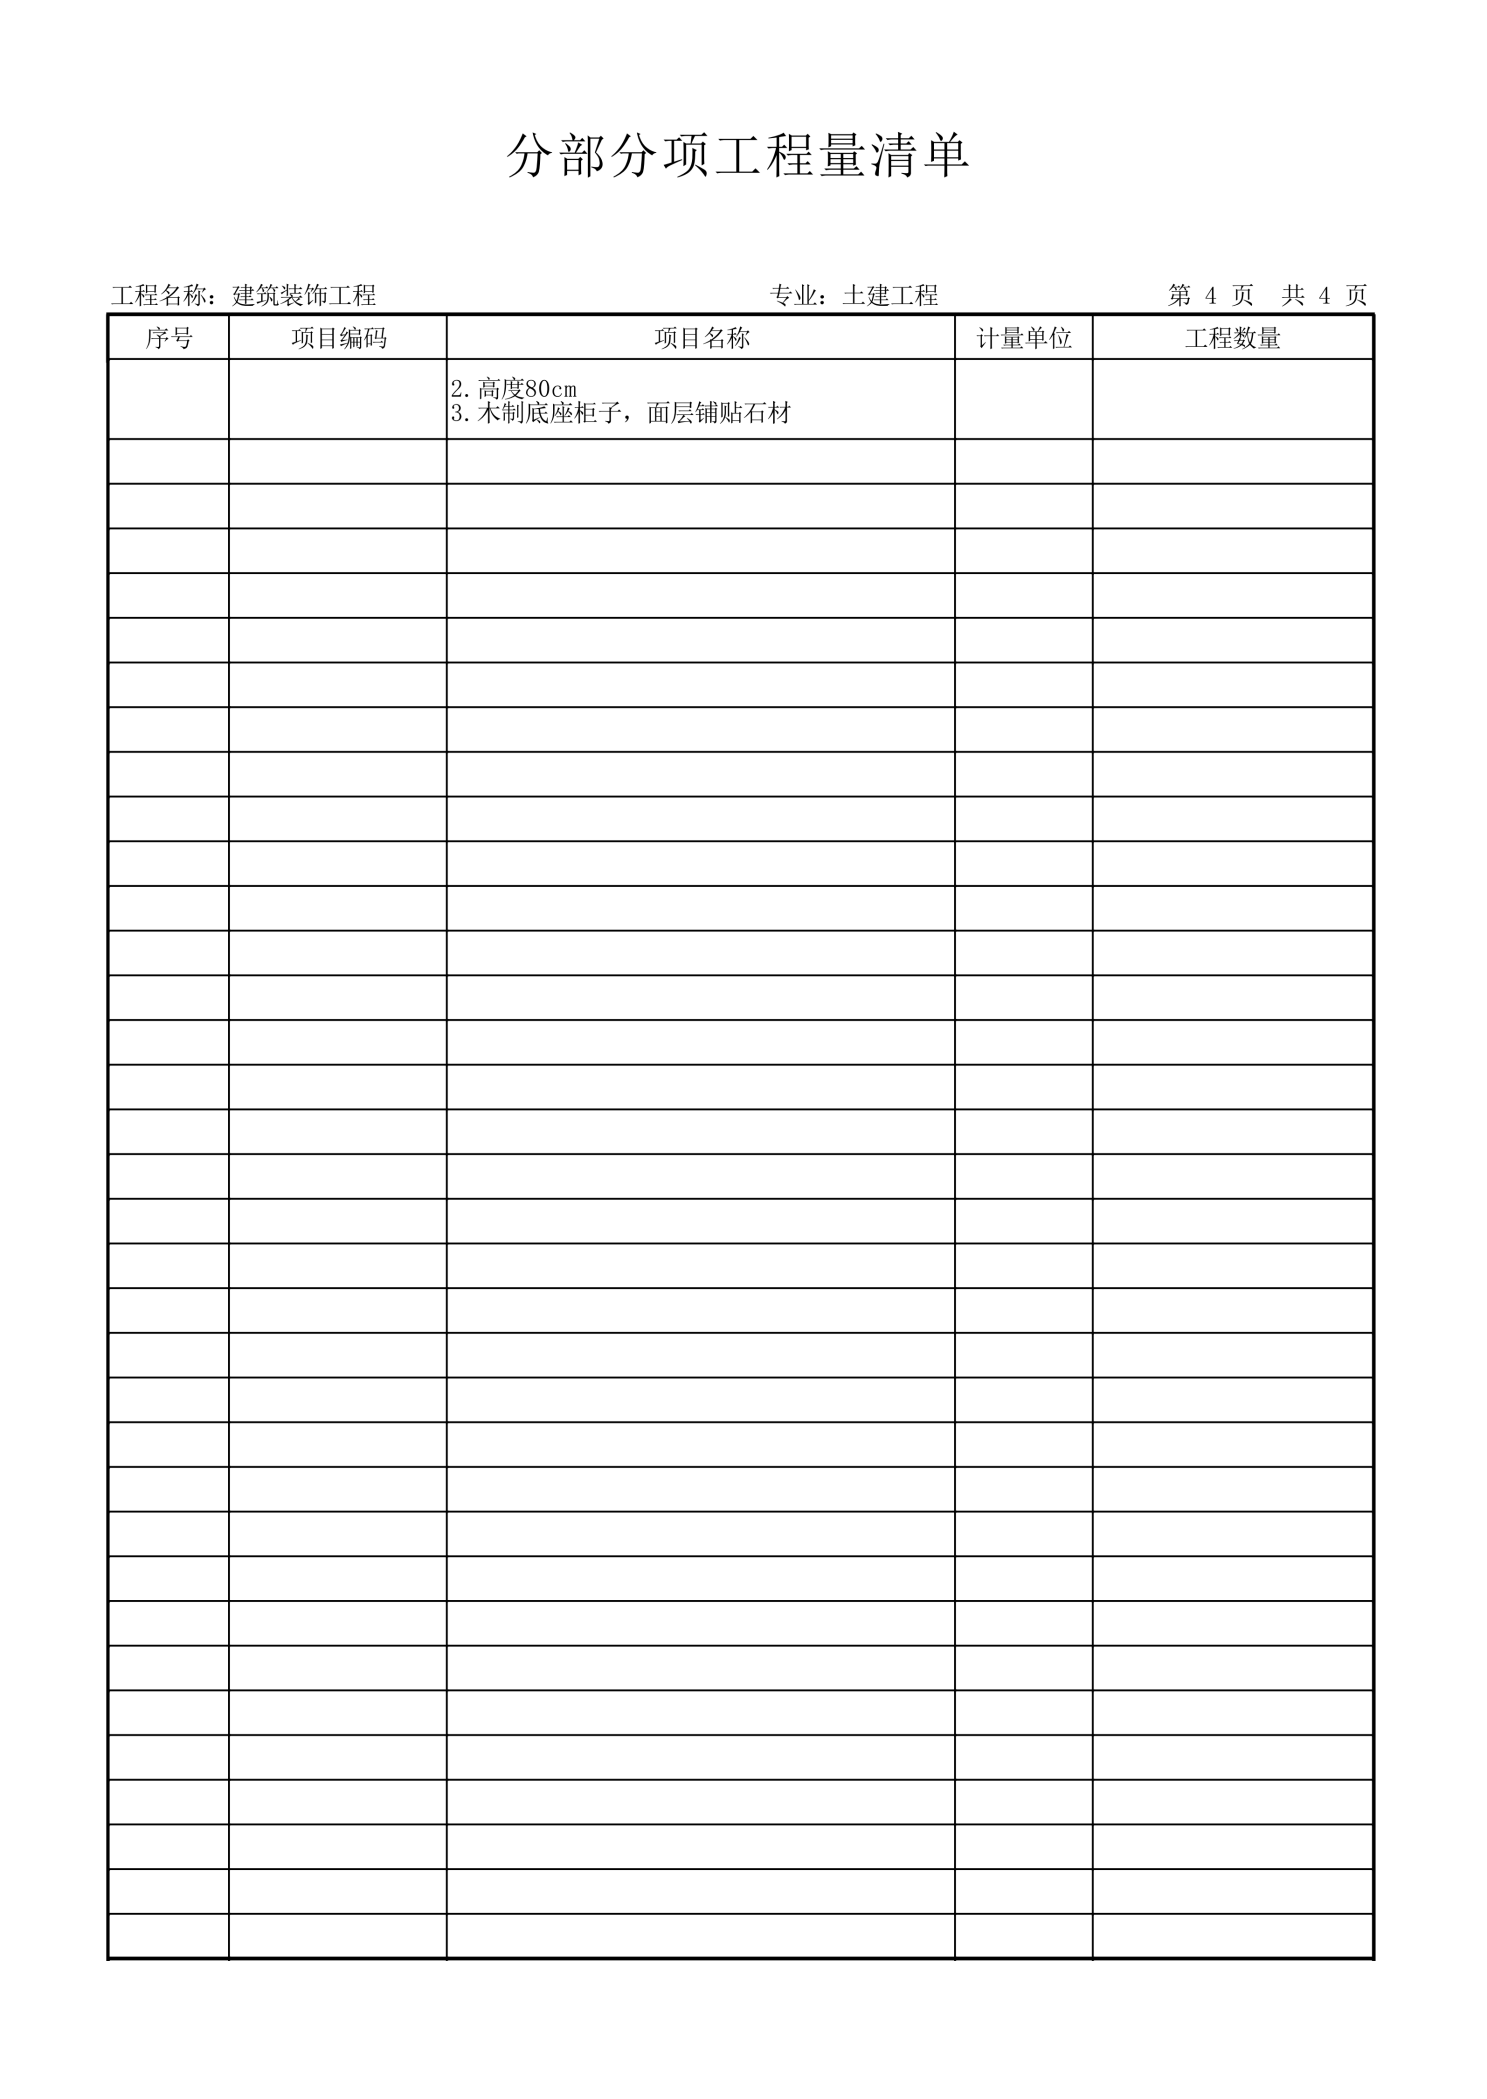 分部分项工程量清单
工程名称：建筑装饰工程 专业：土建工程 第 4 页 共 4 页
序号 项目编码 项目名称 计量单位 工程数量
2.高度80cm
3.木制底座柜子，面层铺贴石材